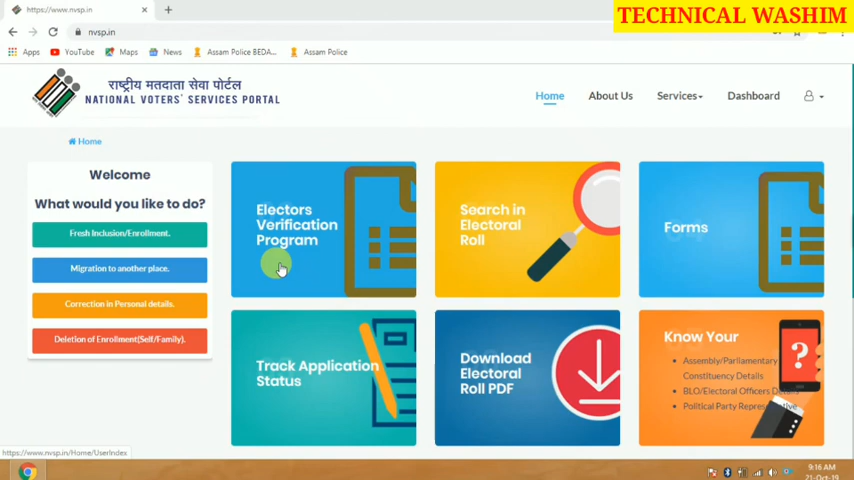 https://www.nvsp.in
TECHNICAL WASHIM
nvsp.in
Apps YouTube Maps News Assam Police BEDA... Assam Police
राष्ट्रीय मतदाता सेवा पोर्टल
NATIONAL VOTERS' SERVICES PORTAL
Home About Us Services Dashboard
Home
Welcome
What would you like to do?
Fresh Inclusion/Enrollment.
Migration to another place.
Correction in Personal details.
Deletion of Enrollment(Self/Family).
Electors
Verification
Program
Search in
Electoral
Roll
Forms
Track Application
Status
Download
Electoral
Roll PDF
Know Your
Assembly/Parliamentary
Constituency Details
BLO/Electoral Officers Details
Political Party Representative
?
https://www.nvsp.in/Home/UserIndex
9:16 AM
21-Oct-19